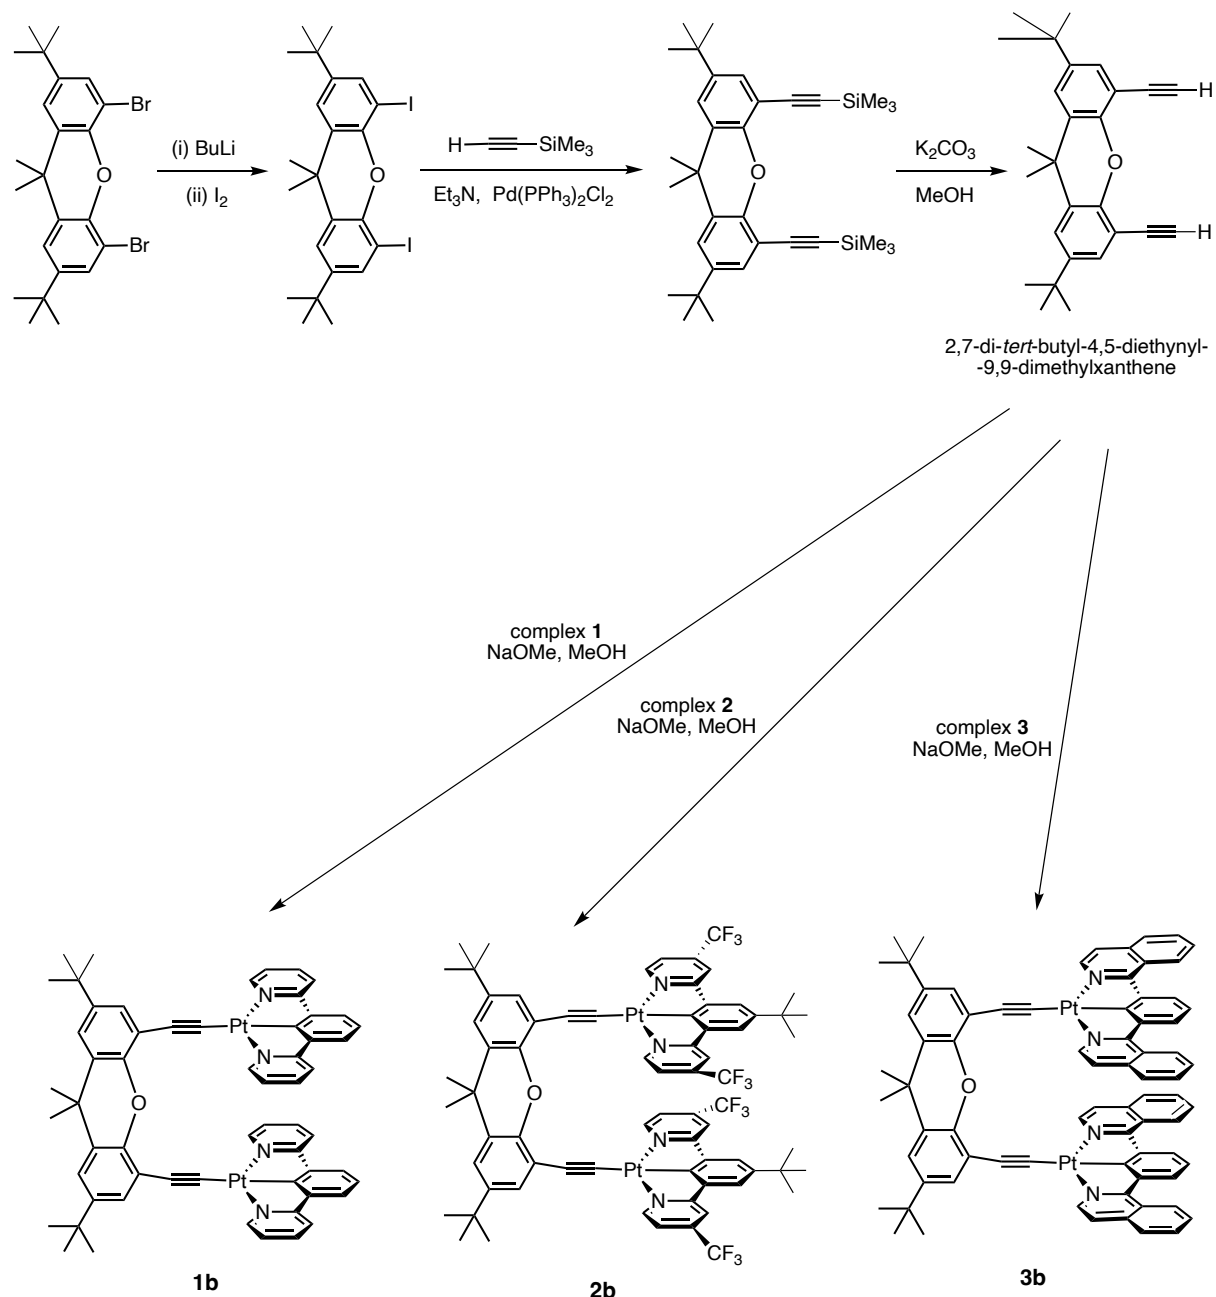 Br
O
Br
(i) BuLi
(ii) I2
I
O
I
H
SiMe3
Et3N, Pd(PPh3)2Cl2
SiMe3
O
SiMe3
K2CO3
MeOH
H
O
H
2,7-di-tert-butyl-4,5-diethynyl-
-9,9-dimethylxanthene
complex 1
NaOMe, MeOH
complex 2
NaOMe, MeOH
complex 3
NaOMe, MeOH
N
Pt
N
O
N
Pt
N
1b
CF3
N
Pt
N
CF3
O
CF3
N
Pt
N
CF3
2b
N
Pt
N
O
N
Pt
N
3b